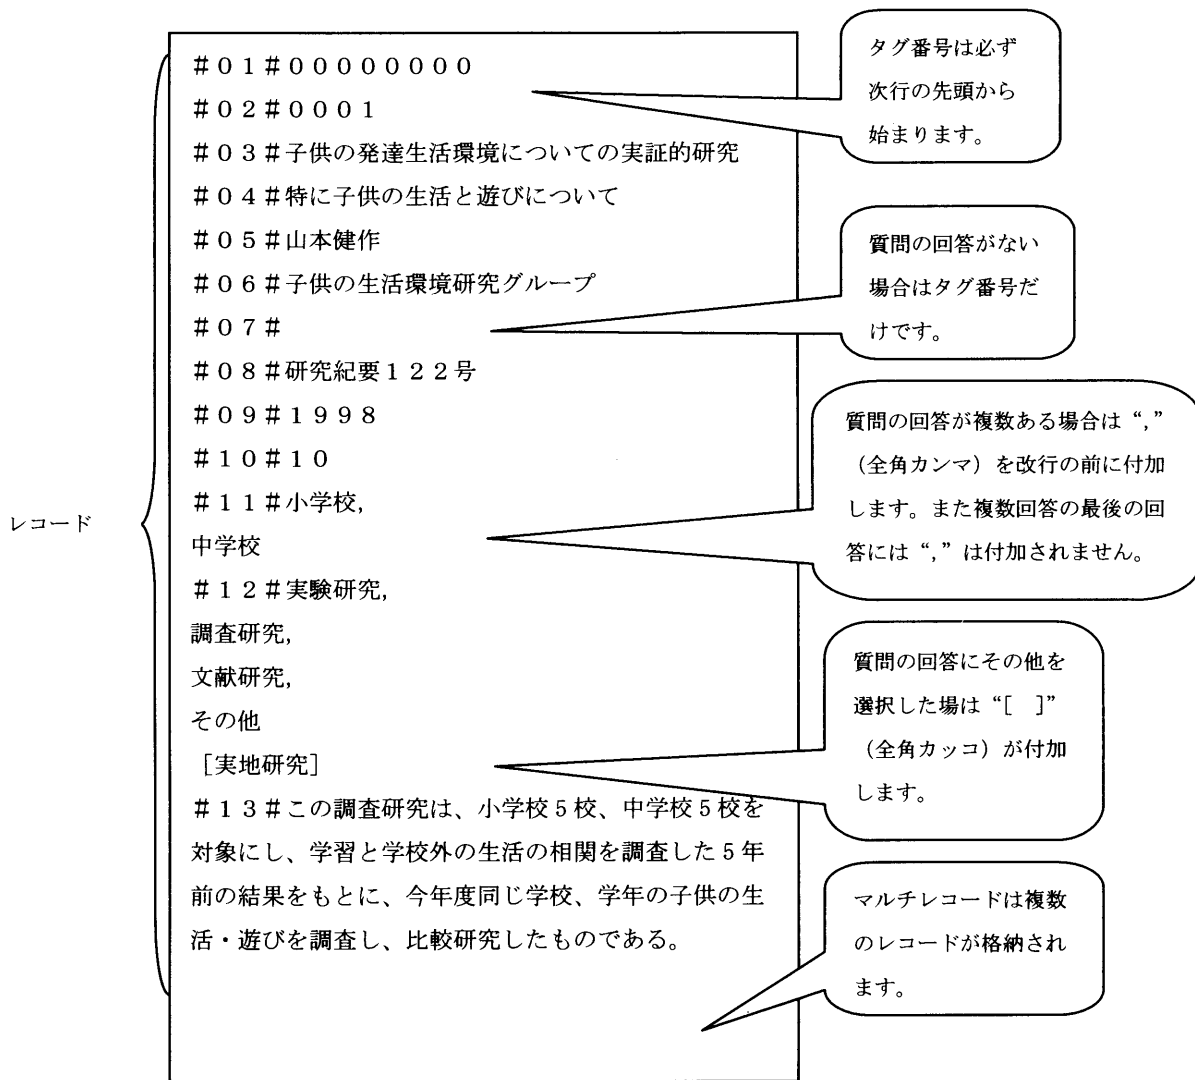 レコード
＃０１＃００００００００
＃０２＃０００１
＃０３＃子供の発達生活環境についての実証的研究
＃０４＃特に子供の生活と遊びについて
＃０５＃山本健作
＃０６＃子供の生活環境研究グループ
＃０７＃
＃０８＃研究紀要１２２号
＃０９＃１９９８
＃１０＃１０
＃１１＃小学校，
中学校
＃１２＃実験研究，
調査研究，
文献研究，
その他
［実地研究］
＃１３＃この調査研究は、小学校５校、中学校５校を
対象にし、学習と学校外の生活の相関を調査した５年
前の結果をもとに、今年度同じ学校、学年の子供の生
活・遊びを調査し、比較研究したものである。
タグ番号は必ず
次行の先頭から
始まります。
質問の回答がない
場合はタグ番号だ
けです。
質問の回答が複数ある場合は“，”
（全角カンマ）を改行の前に付加
します。また複数回答の最後の回
答には“，”は付加されません。
質問の回答にその他を
選択した場は“［　］”
（全角カッコ）が付加
します。
マルチレコードは複数
のレコードが格納され
ます。